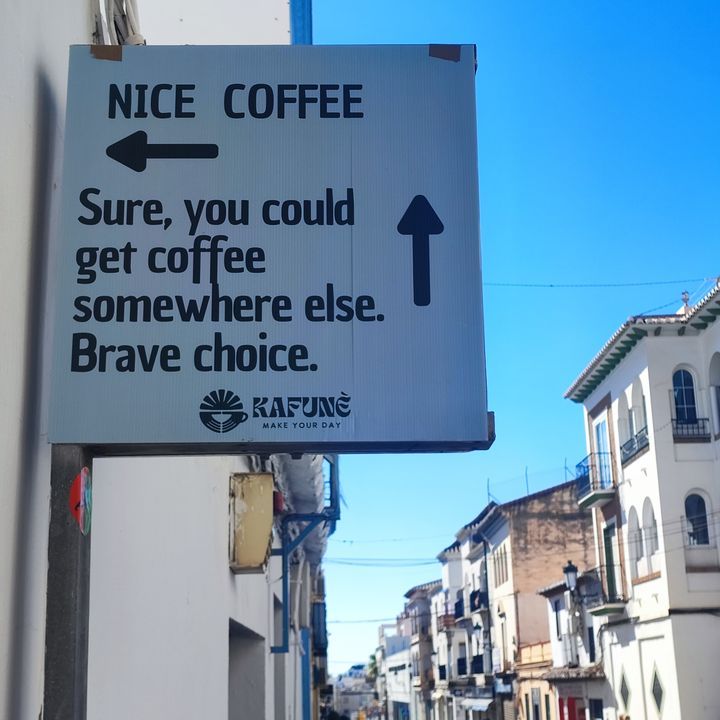 NICE COFFEE
Sure, you could
get coffee
somewhere else.
Brave choice.
KAFUNÈ
MAKE YOUR DAY